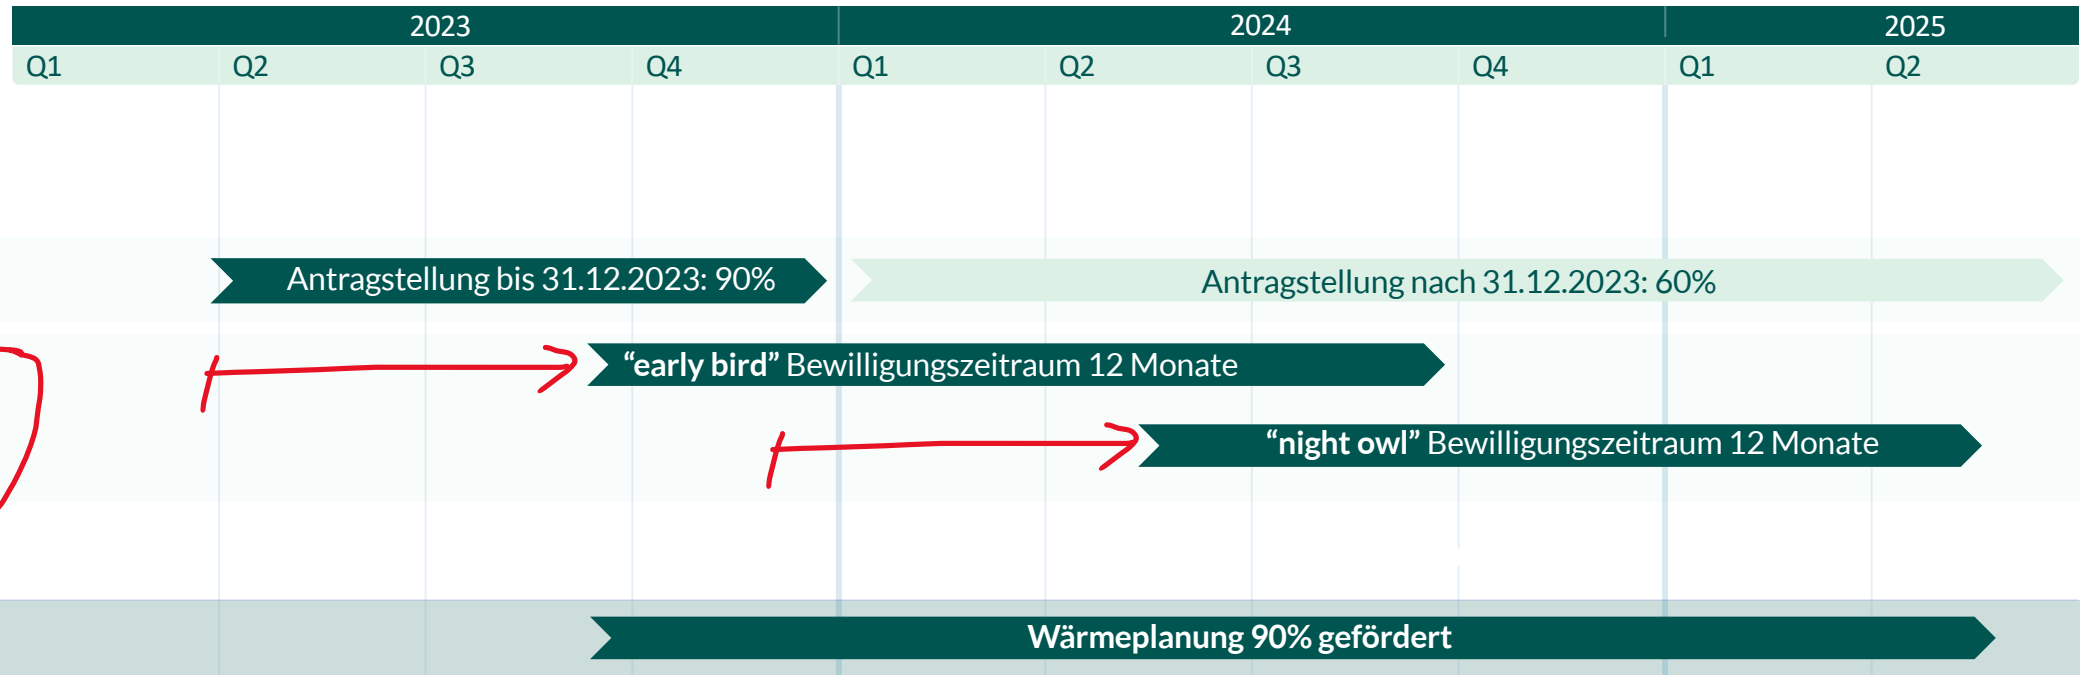 2023 2024 2025
Q1 Q2 Q3 Q4 Q1 Q2 Q3 Q4 Q1 Q2
Antragstellung bis 31.12.2023: 90% Antragstellung nach 31.12.2023: 60%
“early bird” Bewilligungszeitraum 12 Monate
“night owl” Bewilligungszeitraum 12 Monate
Wärmeplanung 90% gefördert